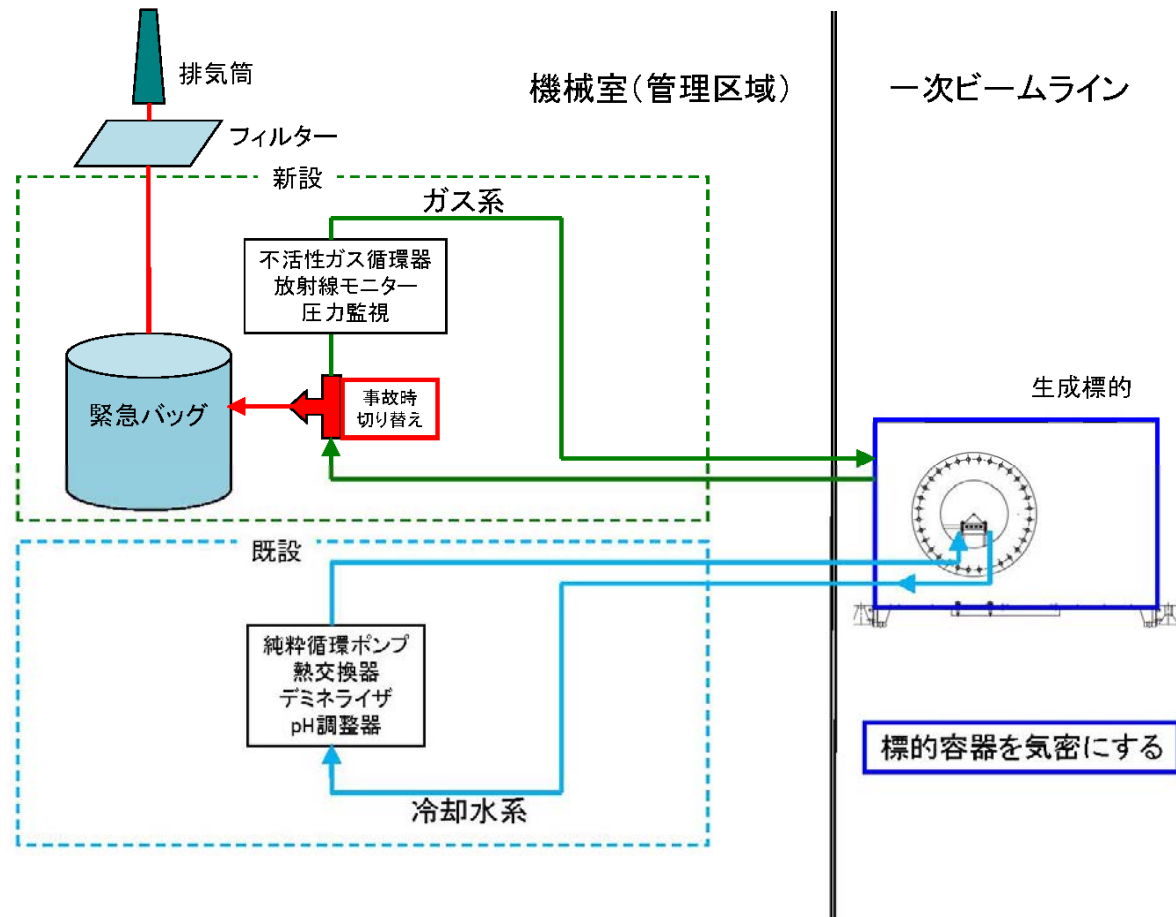 排気筒
機械室(管理区域)
一次ビームライン
フィルター
新設
ガス系
不活性ガス循環器
放射線モニター
圧力監視
緊急バッグ
事故時
切り替え
生成標的
既設
純粋循環ポンプ
熱交換器
デミネライザ
pH調整器
標的容器を気密にする
冷却水系